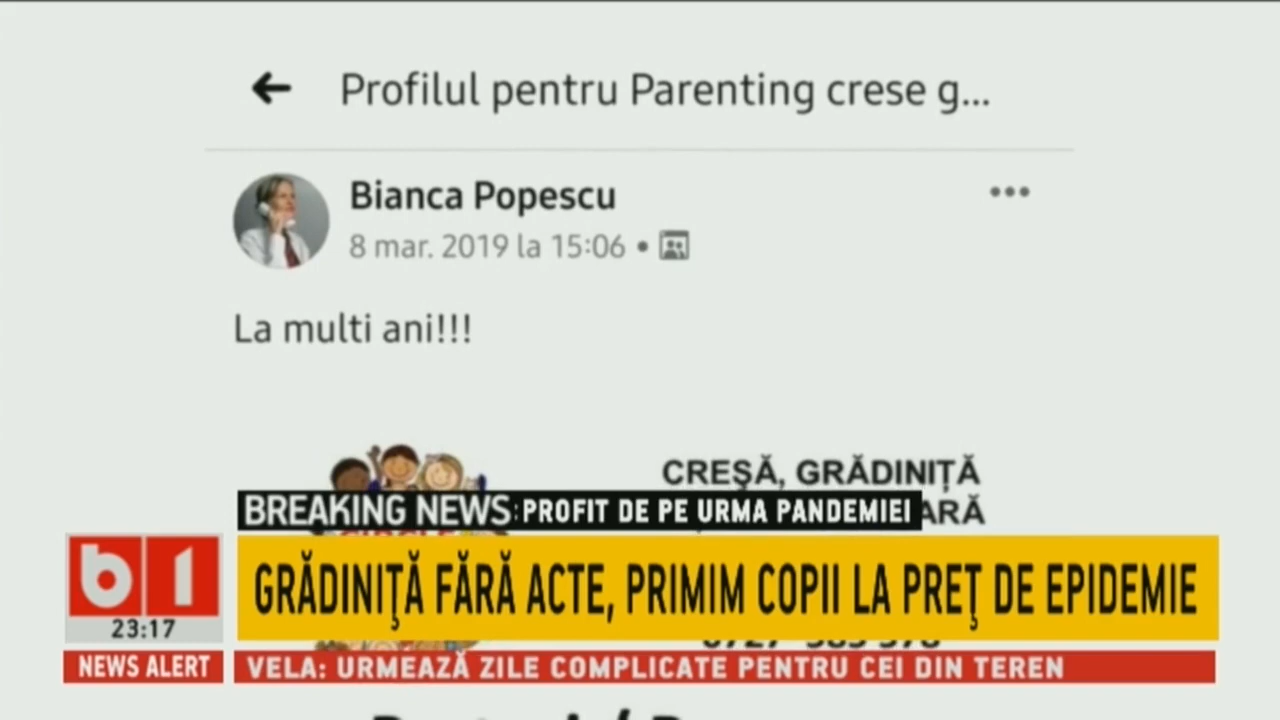 Profilul pentru Parenting crese g...
Bianca Popescu
8 mar. 2019 la 15:06
La multi ani!!!
CREŞĂ, GRĂDINIȚĂ
BREAKING NEWS: PROFIT DE PE URMA PANDEMIEI
b1
GRĂDINIŢĂ FĂRĂ ACTE, PRIMIM COPII LA PREŢ DE EPIDEMIE
23:17
NEWS ALERT
VELA: URMEAZĂ ZILE COMPLICATE PENTRU CEI DIN TEREN